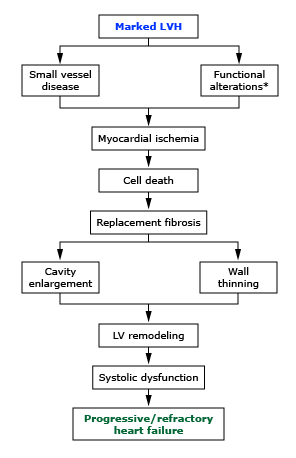 Marked LVH
Small vessel
disease
Functional
alterations*
Myocardial ischemia
Cell death
Replacement fibrosis
Cavity
enlargement
Wall
thinning
LV remodeling
Systolic dysfunction
Progressive/refractory
heart failure